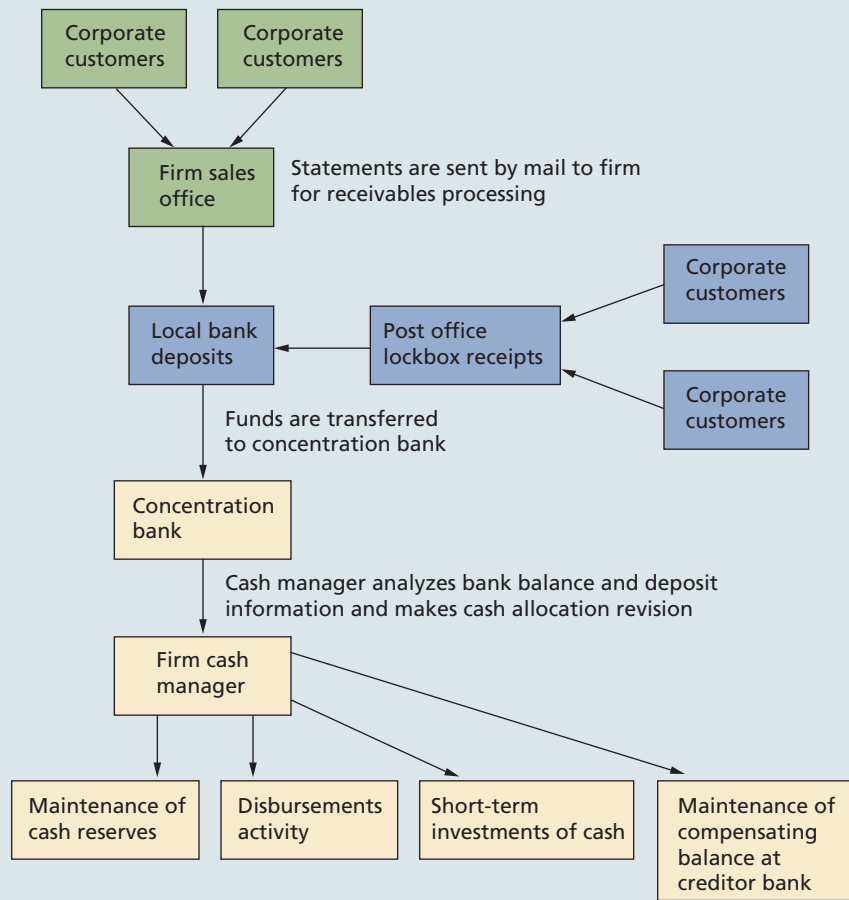 Corporate
customers
Corporate
customers
Firm sales
office
Statements are sent by mail to firm
for receivables processing
Corporate
customers
Local bank
deposits
Post office
lockbox receipts
Corporate
customers
Funds are transferred
to concentration bank
Concentration
bank
Cash manager analyzes bank balance and deposit
information and makes cash allocation revision
Firm cash
manager
Maintenance of
cash reserves
Disbursements
activity
Short-term
investments of cash
Maintenance of
compensating
balance at
creditor bank